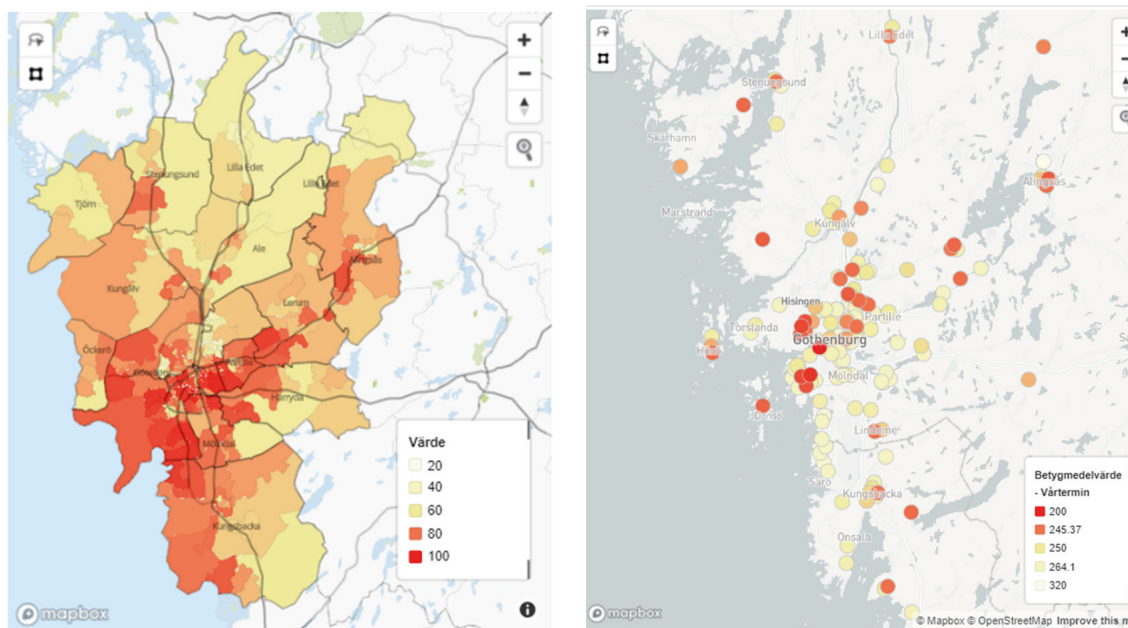 Stenungsund
Lilla Edet
Lilla Edet
Tjörn
Ale
Alingsås
Kungälv
Lerum
Öckerö
Partille
Härryda
Mölndal
Kungsbacka
Värde
20
40
60
80
100
mapbox
Lilla Edet
Stenungsund
Skärhamn
Marstrand
Alingsås
Kungälv
Hisingen
Torslanda
Partille
Gothenburg
Mölndal
Lindome
Särö
Kungsbacka
Onsala
Betygmedelvärde
- Vårtermin
200
245.37
250
264.1
320
mapbox
© Mapbox © OpenStreetMap Improve this m